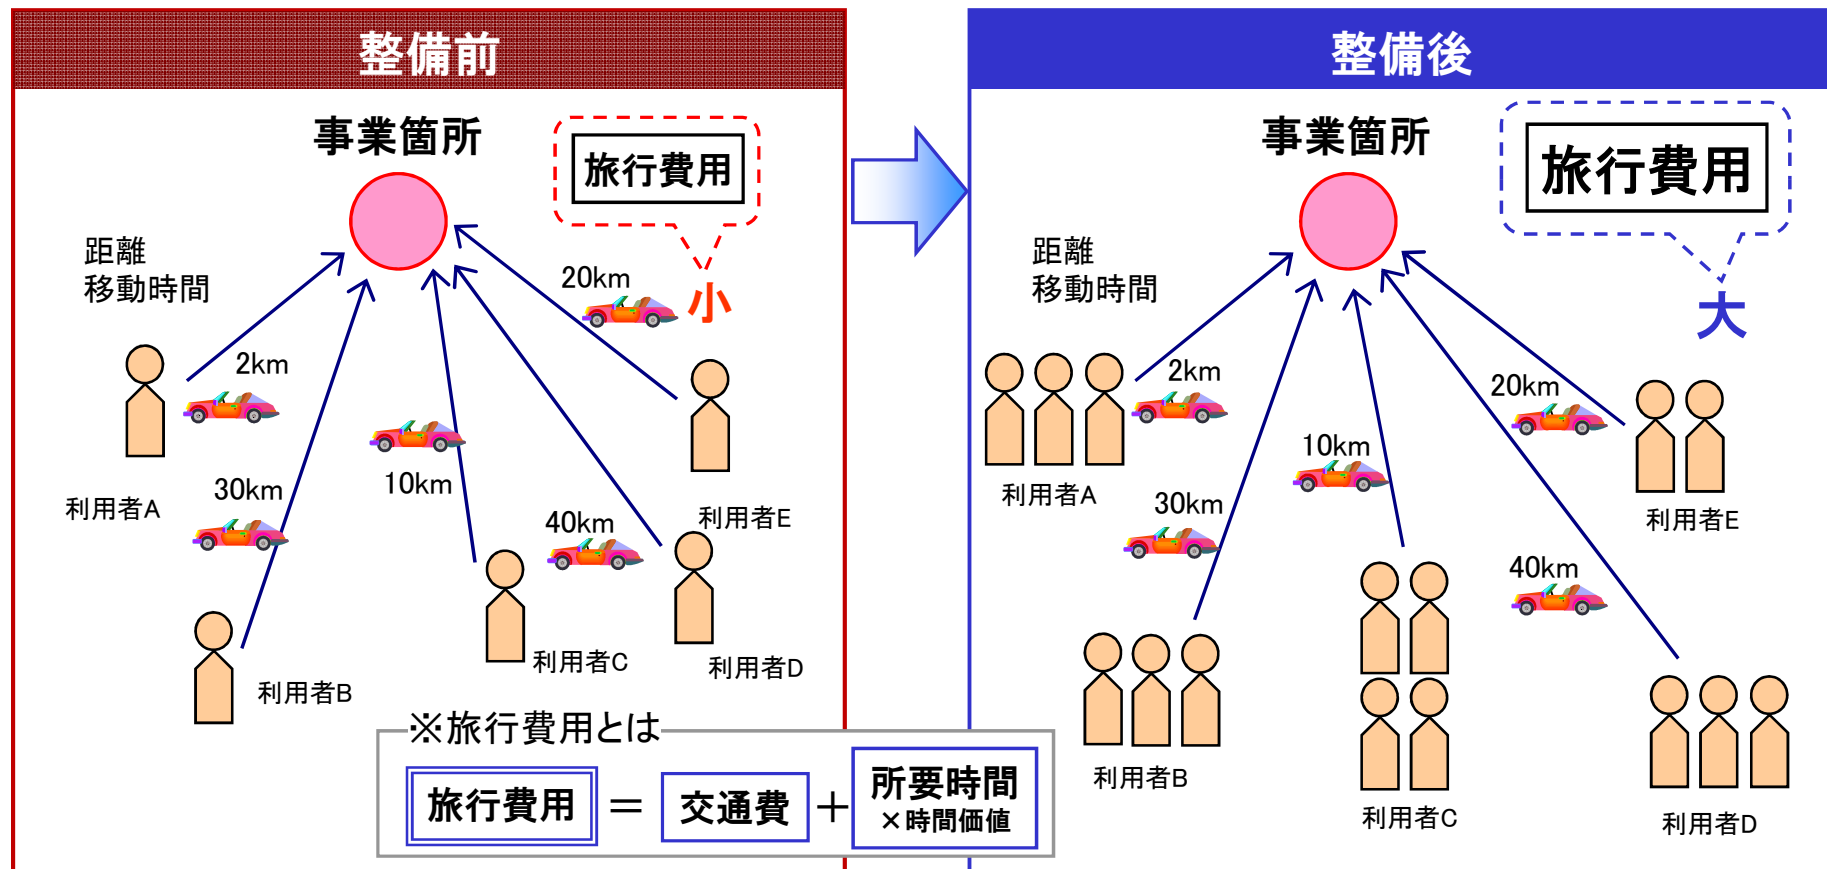 整備前
事業箇所
旅行費用
小
距離
移動時間
2km
30km
10km
40km
20km
利用者A
利用者B
利用者C
利用者D
利用者E
整備後
事業箇所
旅行費用
大
距離
移動時間
2km
30km
10km
40km
20km
利用者A
利用者B
利用者C
利用者D
利用者E
※旅行費用とは
旅行費用 = 交通費 + 所要時間
×時間価値